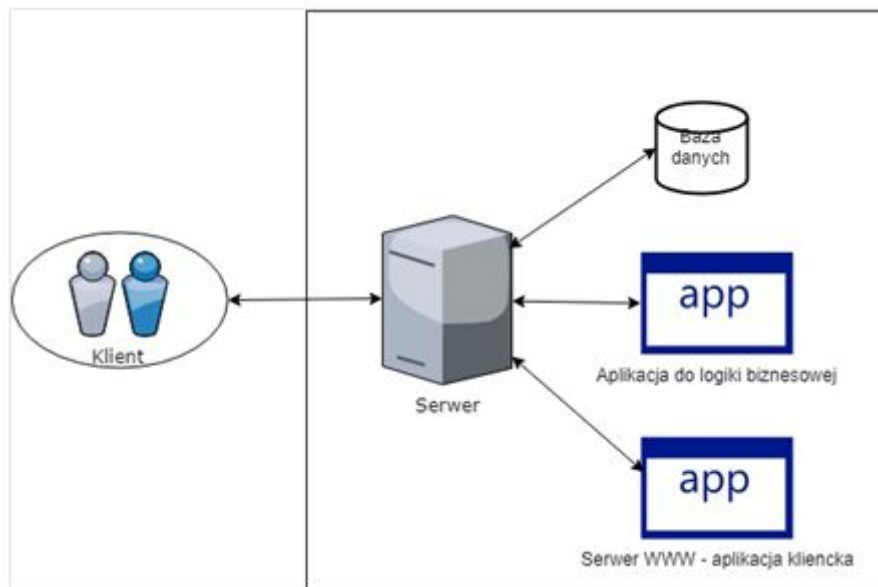 Baza
danych
app
Aplikacja do logiki biznesowej
Klient
Serwer
app
Serwer WWW - aplikacja kliencka